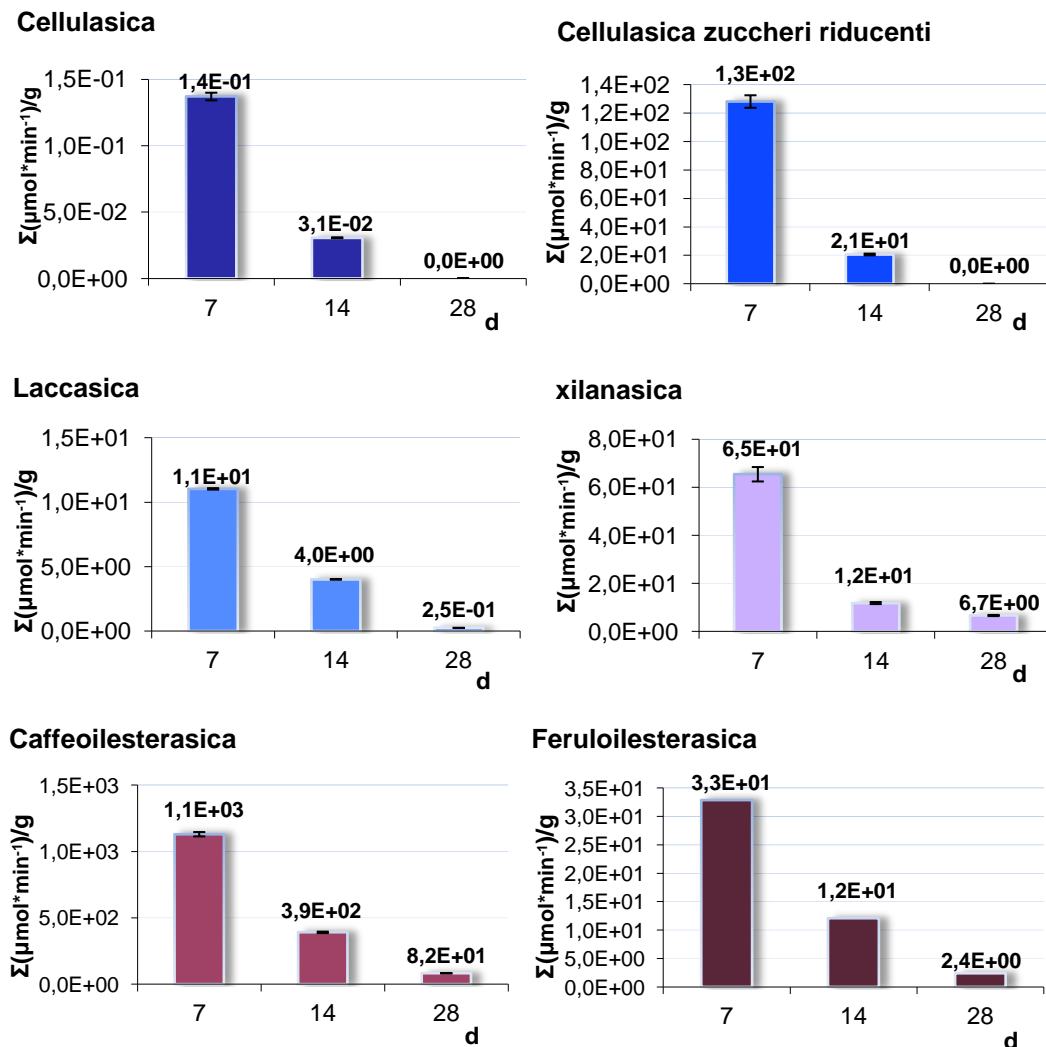 Cellulasica
Σ(µmol*min⁻¹)/g
1,5E-01
1,0E-01
5,0E-02
0,0E+00
1,4E-01
3,1E-02
0,0E+00
7 14 28 d
Cellulasica zuccheri riducenti
Σ(µmol*min⁻¹)/g
1,4E+02
1,2E+02
1,0E+02
8,0E+01
6,0E+01
4,0E+01
2,0E+01
0,0E+00
1,3E+02
2,1E+01
0,0E+00
7 14 28 d
Laccasica
Σ(µmol*min⁻¹)/g
1,5E+01
1,0E+01
5,0E+00
0,0E+00
1,1E+01
4,0E+00
2,5E-01
7 14 28 d
xilanasica
Σ(µmol*min⁻¹)/g
8,0E+01
6,0E+01
4,0E+01
2,0E+01
0,0E+00
6,5E+01
1,2E+01
6,7E+00
7 14 28 d
Caffeoilesterasica
Σ(µmol*min⁻¹)/g
1,5E+03
1,0E+03
5,0E+02
0,0E+00
1,1E+03
3,9E+02
8,2E+01
7 14 28 d
Feruloilesterasica
Σ(µmol*min⁻¹)/g
3,5E+01
3,0E+01
2,5E+01
2,0E+01
1,5E+01
1,0E+01
5,0E+00
0,0E+00
3,3E+01
1,2E+01
2,4E+00
7 14 28 d